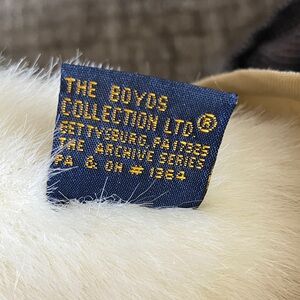 THE BOYDS
COLLECTION LTD.®
GETTYSBURG, PA 17325
THE ARCHIVE SERIES
PA & OH # 1364